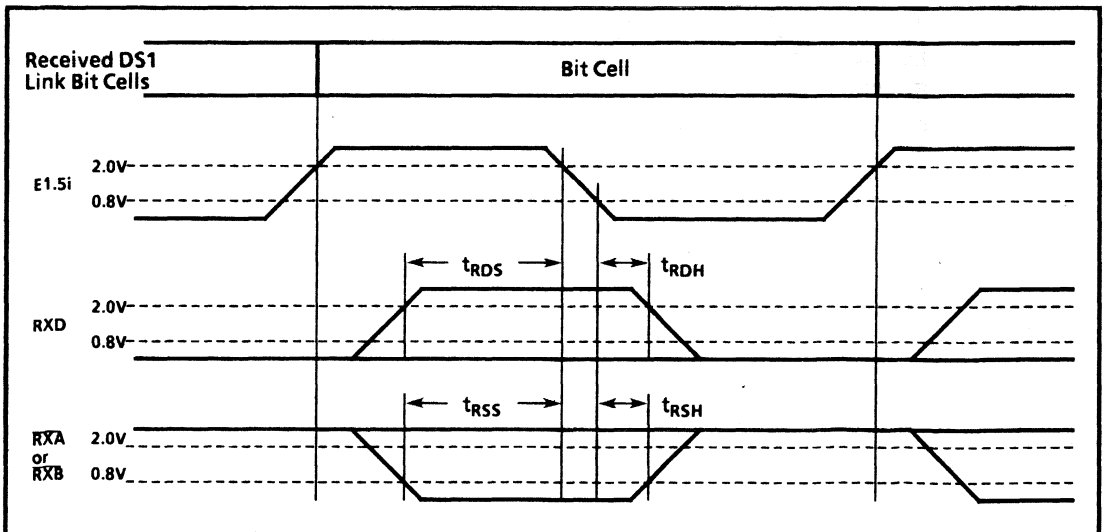 Received DS1
Link Bit Cells
Bit Cell
E1.5i
2.0V
0.8V
tRDS
tRDH
RXD
2.0V
0.8V
tRSS
tRSH
RXA
or
RXB
2.0V
0.8V